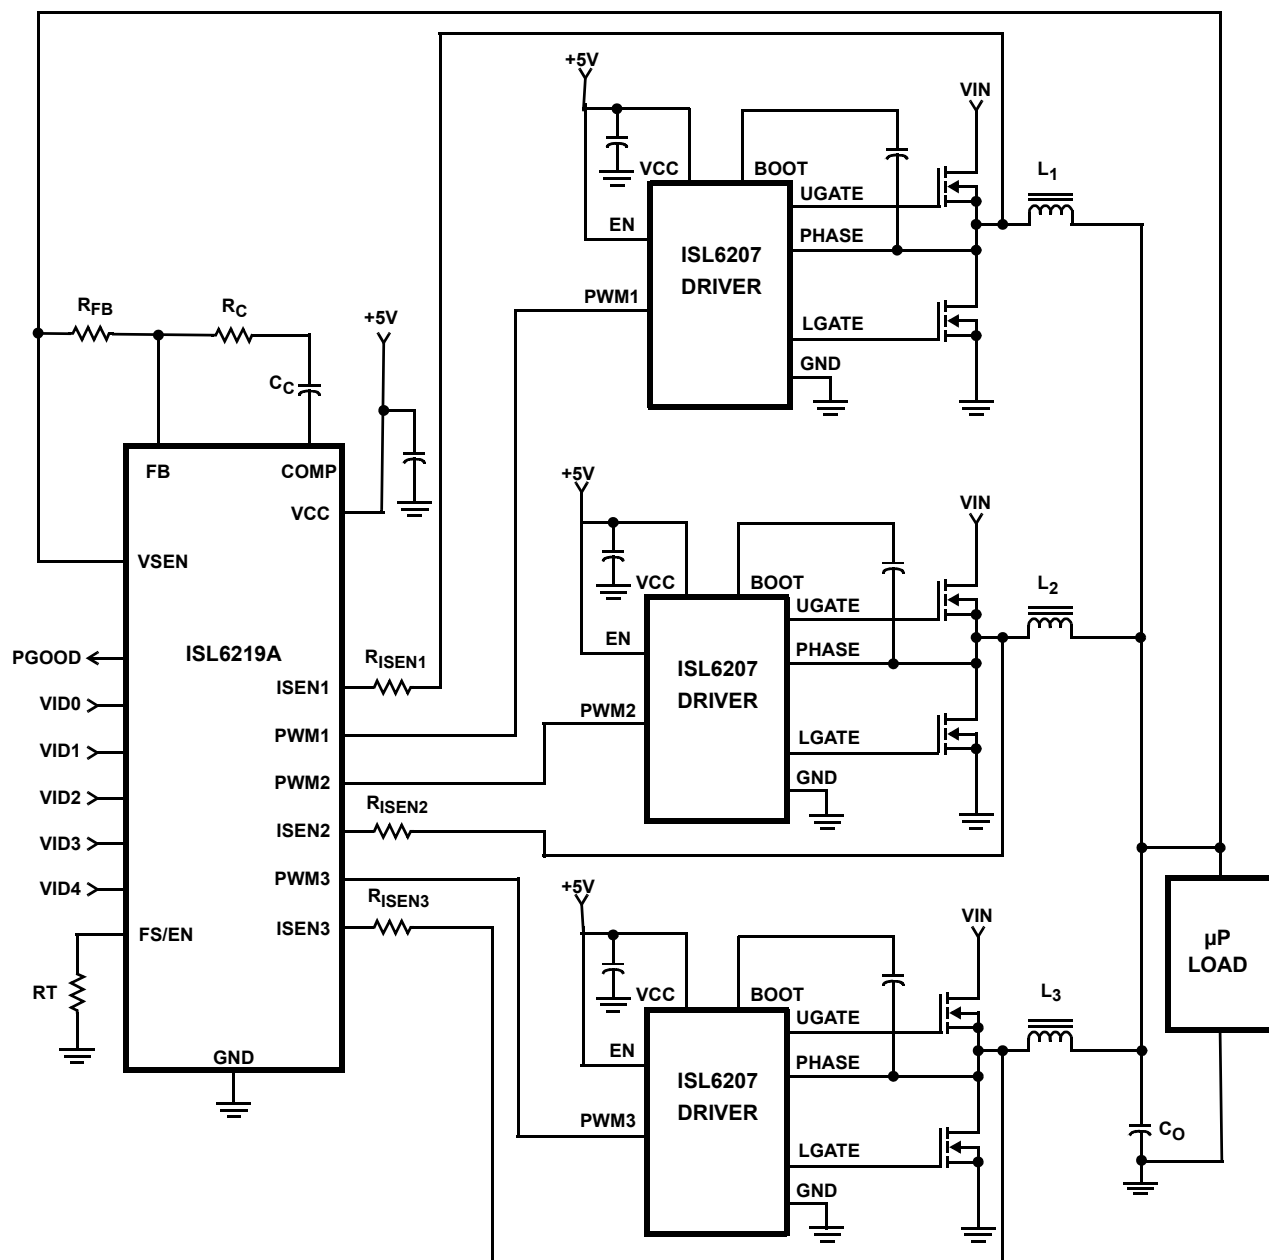 +5V
VIN
VCC
BOOT
L1
UGATE
EN
PHASE
ISL6207
DRIVER
PWM1
LGATE
GND
RFB
RC
+5V
CC
FB
COMP
VCC
VSEN
ISL6219A
PGOOD
VID0
VID1
VID2
VID3
VID4
FS/EN
RT
GND
ISEN1
PWM1
PWM2
ISEN2
PWM3
ISEN3
RISEN1
RISEN2
RISEN3
+5V
VIN
VCC
BOOT
L2
UGATE
EN
PHASE
ISL6207
DRIVER
PWM2
LGATE
GND
+5V
VIN
VCC
BOOT
L3
UGATE
EN
PHASE
ISL6207
DRIVER
PWM3
LGATE
GND
µP
LOAD
CO